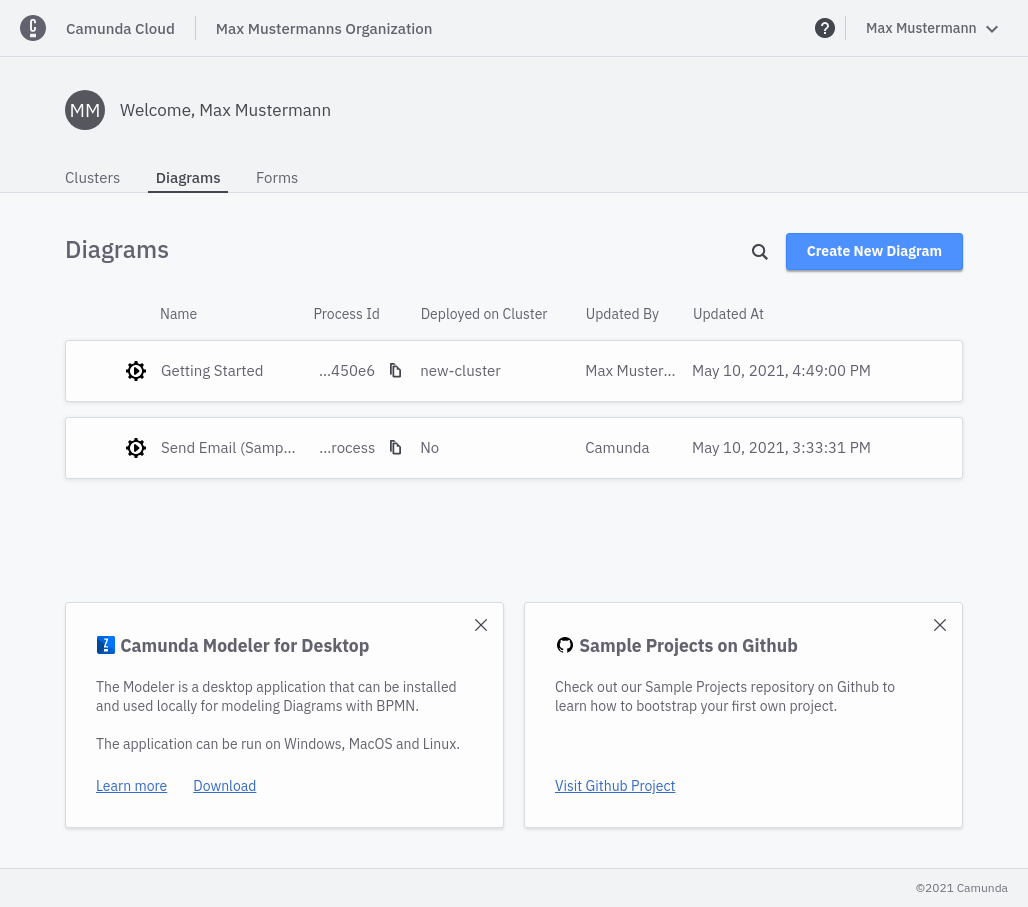 Camunda Cloud Max Mustermanns Organization ? Max Mustermann
MM Welcome, Max Mustermann
Clusters Diagrams Forms
Diagrams Create New Diagram
Name Process Id Deployed on Cluster Updated By Updated At
Getting Started ...450e6 new-cluster Max Muster... May 10, 2021, 4:49:00 PM
Send Email (Samp... ...rocess No Camunda May 10, 2021, 3:33:31 PM
Camunda Modeler for Desktop
The Modeler is a desktop application that can be installed
and used locally for modeling Diagrams with BPMN.
The application can be run on Windows, MacOS and Linux.
Learn more Download
Sample Projects on Github
Check out our Sample Projects repository on Github to
learn how to bootstrap your first own project.
Visit Github Project
©2021 Camunda